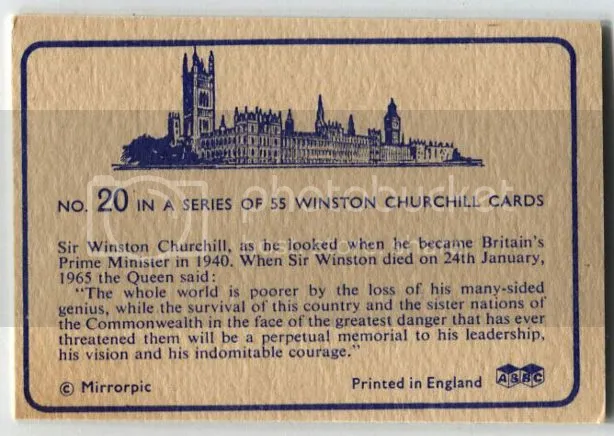 NO. 20 IN A SERIES OF 55 WINSTON CHURCHILL CARDS
Sir Winston Churchill, as he looked when he became Britain's
Prime Minister in 1940. When Sir Winston died on 24th January,
1965 the Queen said:
"The whole world is poorer by the loss of his many-sided
genius, while the survival of this country and the sister nations of
the Commonwealth in the face of the greatest danger that has ever
threatened them will be a perpetual memorial to his leadership,
his vision and his indomitable courage."
© Mirrorpic
Printed in England
A&BC
photobucket